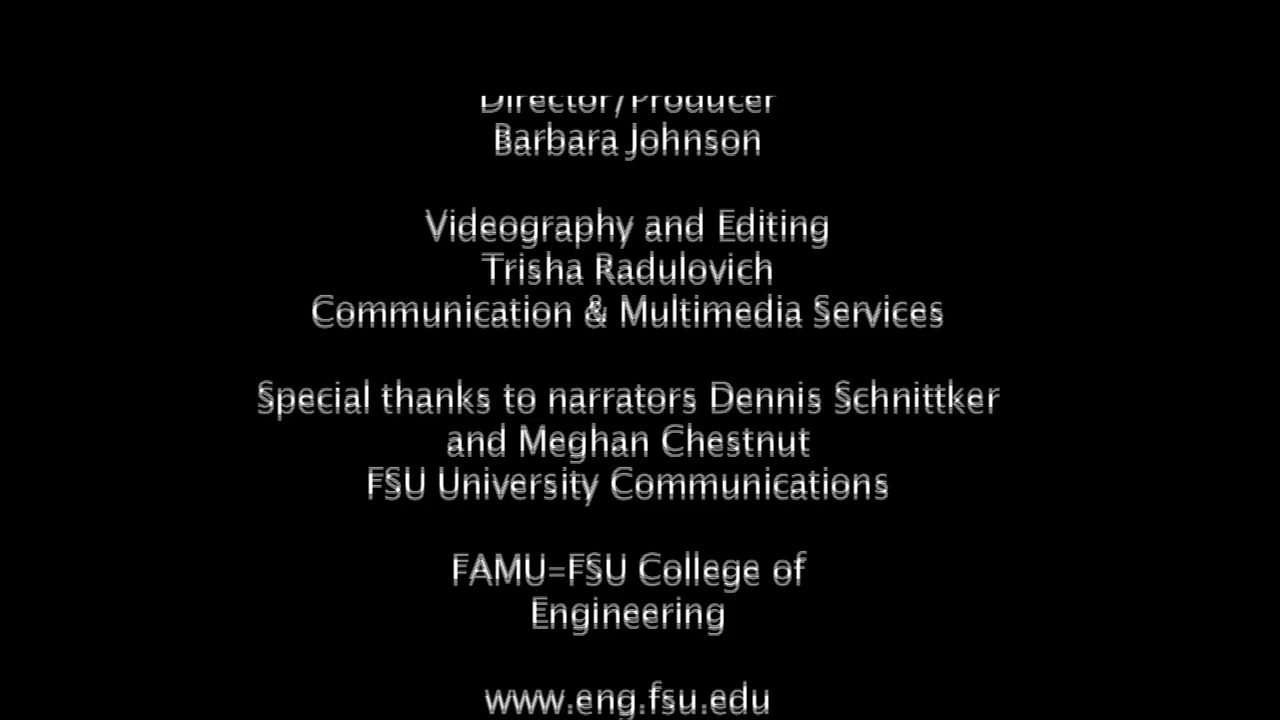 Director/Producer
Barbara Johnson
Videography and Editing
Trisha Radulovich
Communication & Multimedia Services
Special thanks to narrators Dennis Schnittker
and Meghan Chestnut
FSU University Communications
FAMU-FSU College of
Engineering
www.eng.fsu.edu